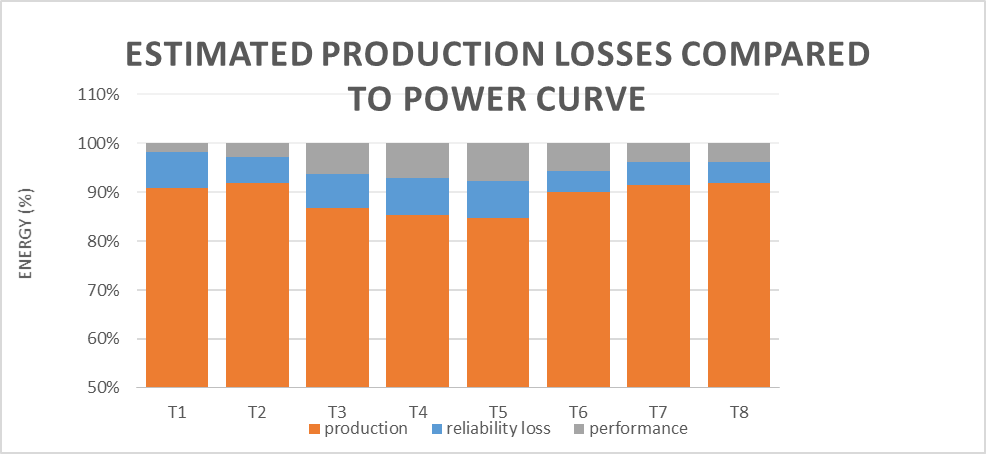 ESTIMATED PRODUCTION LOSSES COMPARED
TO POWER CURVE
ENERGY (%)
110%
100%
90%
80%
70%
60%
50%
T1 T2 T3 T4 T5 T6 T7 T8
production reliability loss performance